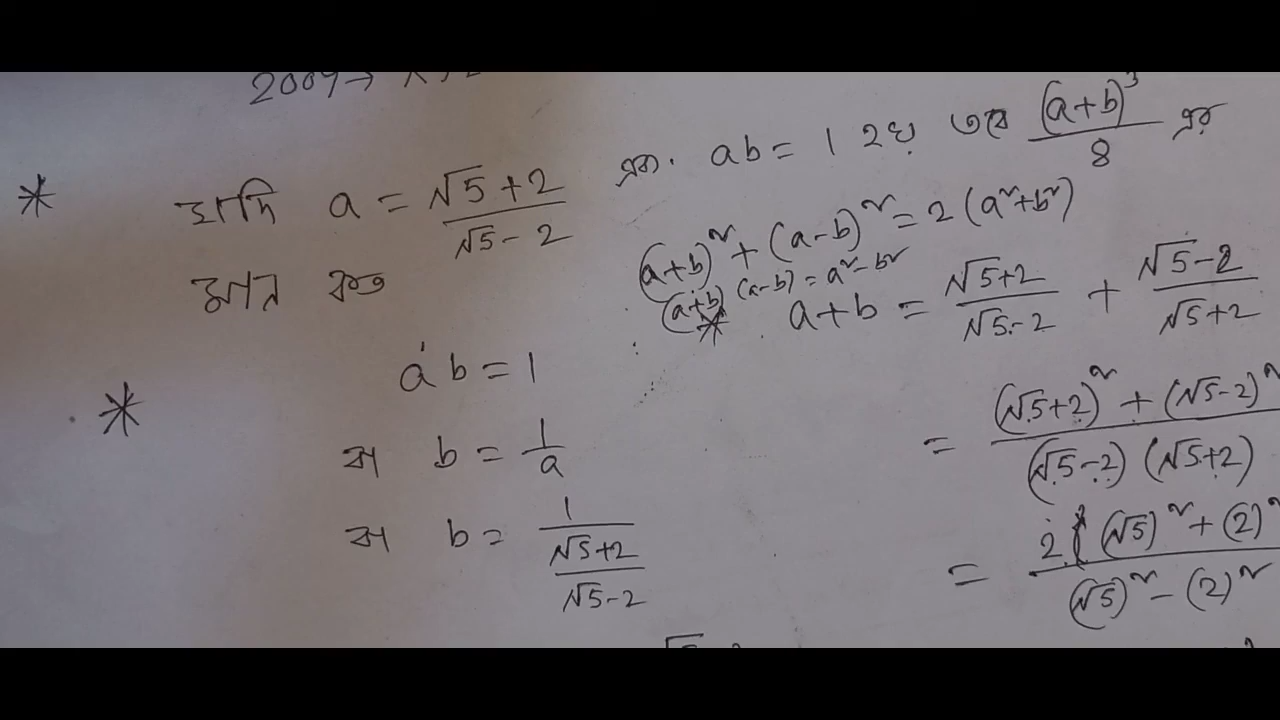 2009→
* যদি a = √5+2/√5-2 এবং ab = 1 হয় তবে (a+b)³/8 এর
মান কত
(a+b)² + (a-b)² = 2(a²+b²)
(a+b)(a-b) = a²-b²
* a+b = √5+2/√5-2 + √5-2/√5+2
= (√5+2)² + (√5-2)²/(√5-2)(√5+2)
= 2{(√5)² + (2)²/(√5)² - (2)²
* ab = 1
বা b = 1/a
বা b = 1/√5+2/√5-2